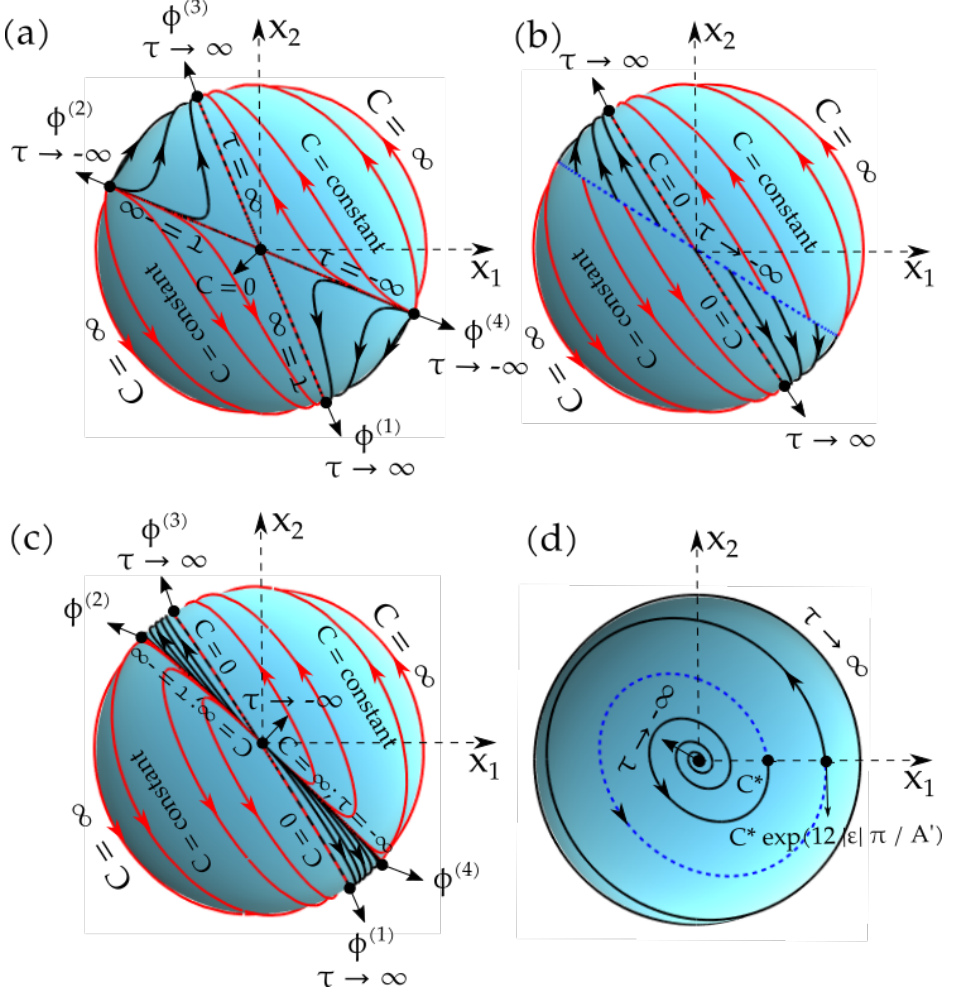 (a)
ϕ(3)
τ → ∞
x2
ϕ(2)
τ → -∞
C = ∞
τ = ∞
C = constant
τ = -∞
τ = -∞
x1
C = 0
C = constant
τ = ∞
C = ∞
ϕ(4)
τ → -∞
ϕ(1)
τ → ∞
(b)
τ → ∞
x2
C = ∞
C = 0
C = constant
τ → -∞
x1
C = constant
C = 0
C = ∞
τ → ∞
(c)
ϕ(3)
τ → ∞
x2
ϕ(2)
C = ∞
C = 0
C = constant
τ → -∞
C = ∞; τ = -∞
C = ∞; τ = -∞
x1
C = constant
C = 0
C = ∞
ϕ(4)
ϕ(1)
τ → ∞
(d)
x2
τ → ∞
τ → -∞
x1
C*
C* exp(12 |ε| π / A')